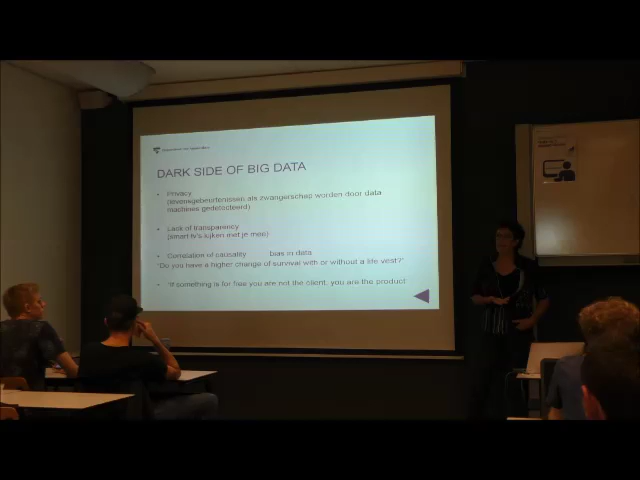 DARK SIDE OF BIG DATA
• Privacy
(levensgebeurtenissen als zwangerschap worden door data
machines gedetecteerd)
• Lack of transparency
(smart tv's kijken met je mee)
• Correlation of causality bias in data
"Do you have a higher change of survival with or without a life vest?"
• "If something is for free you are not the client, you are the product